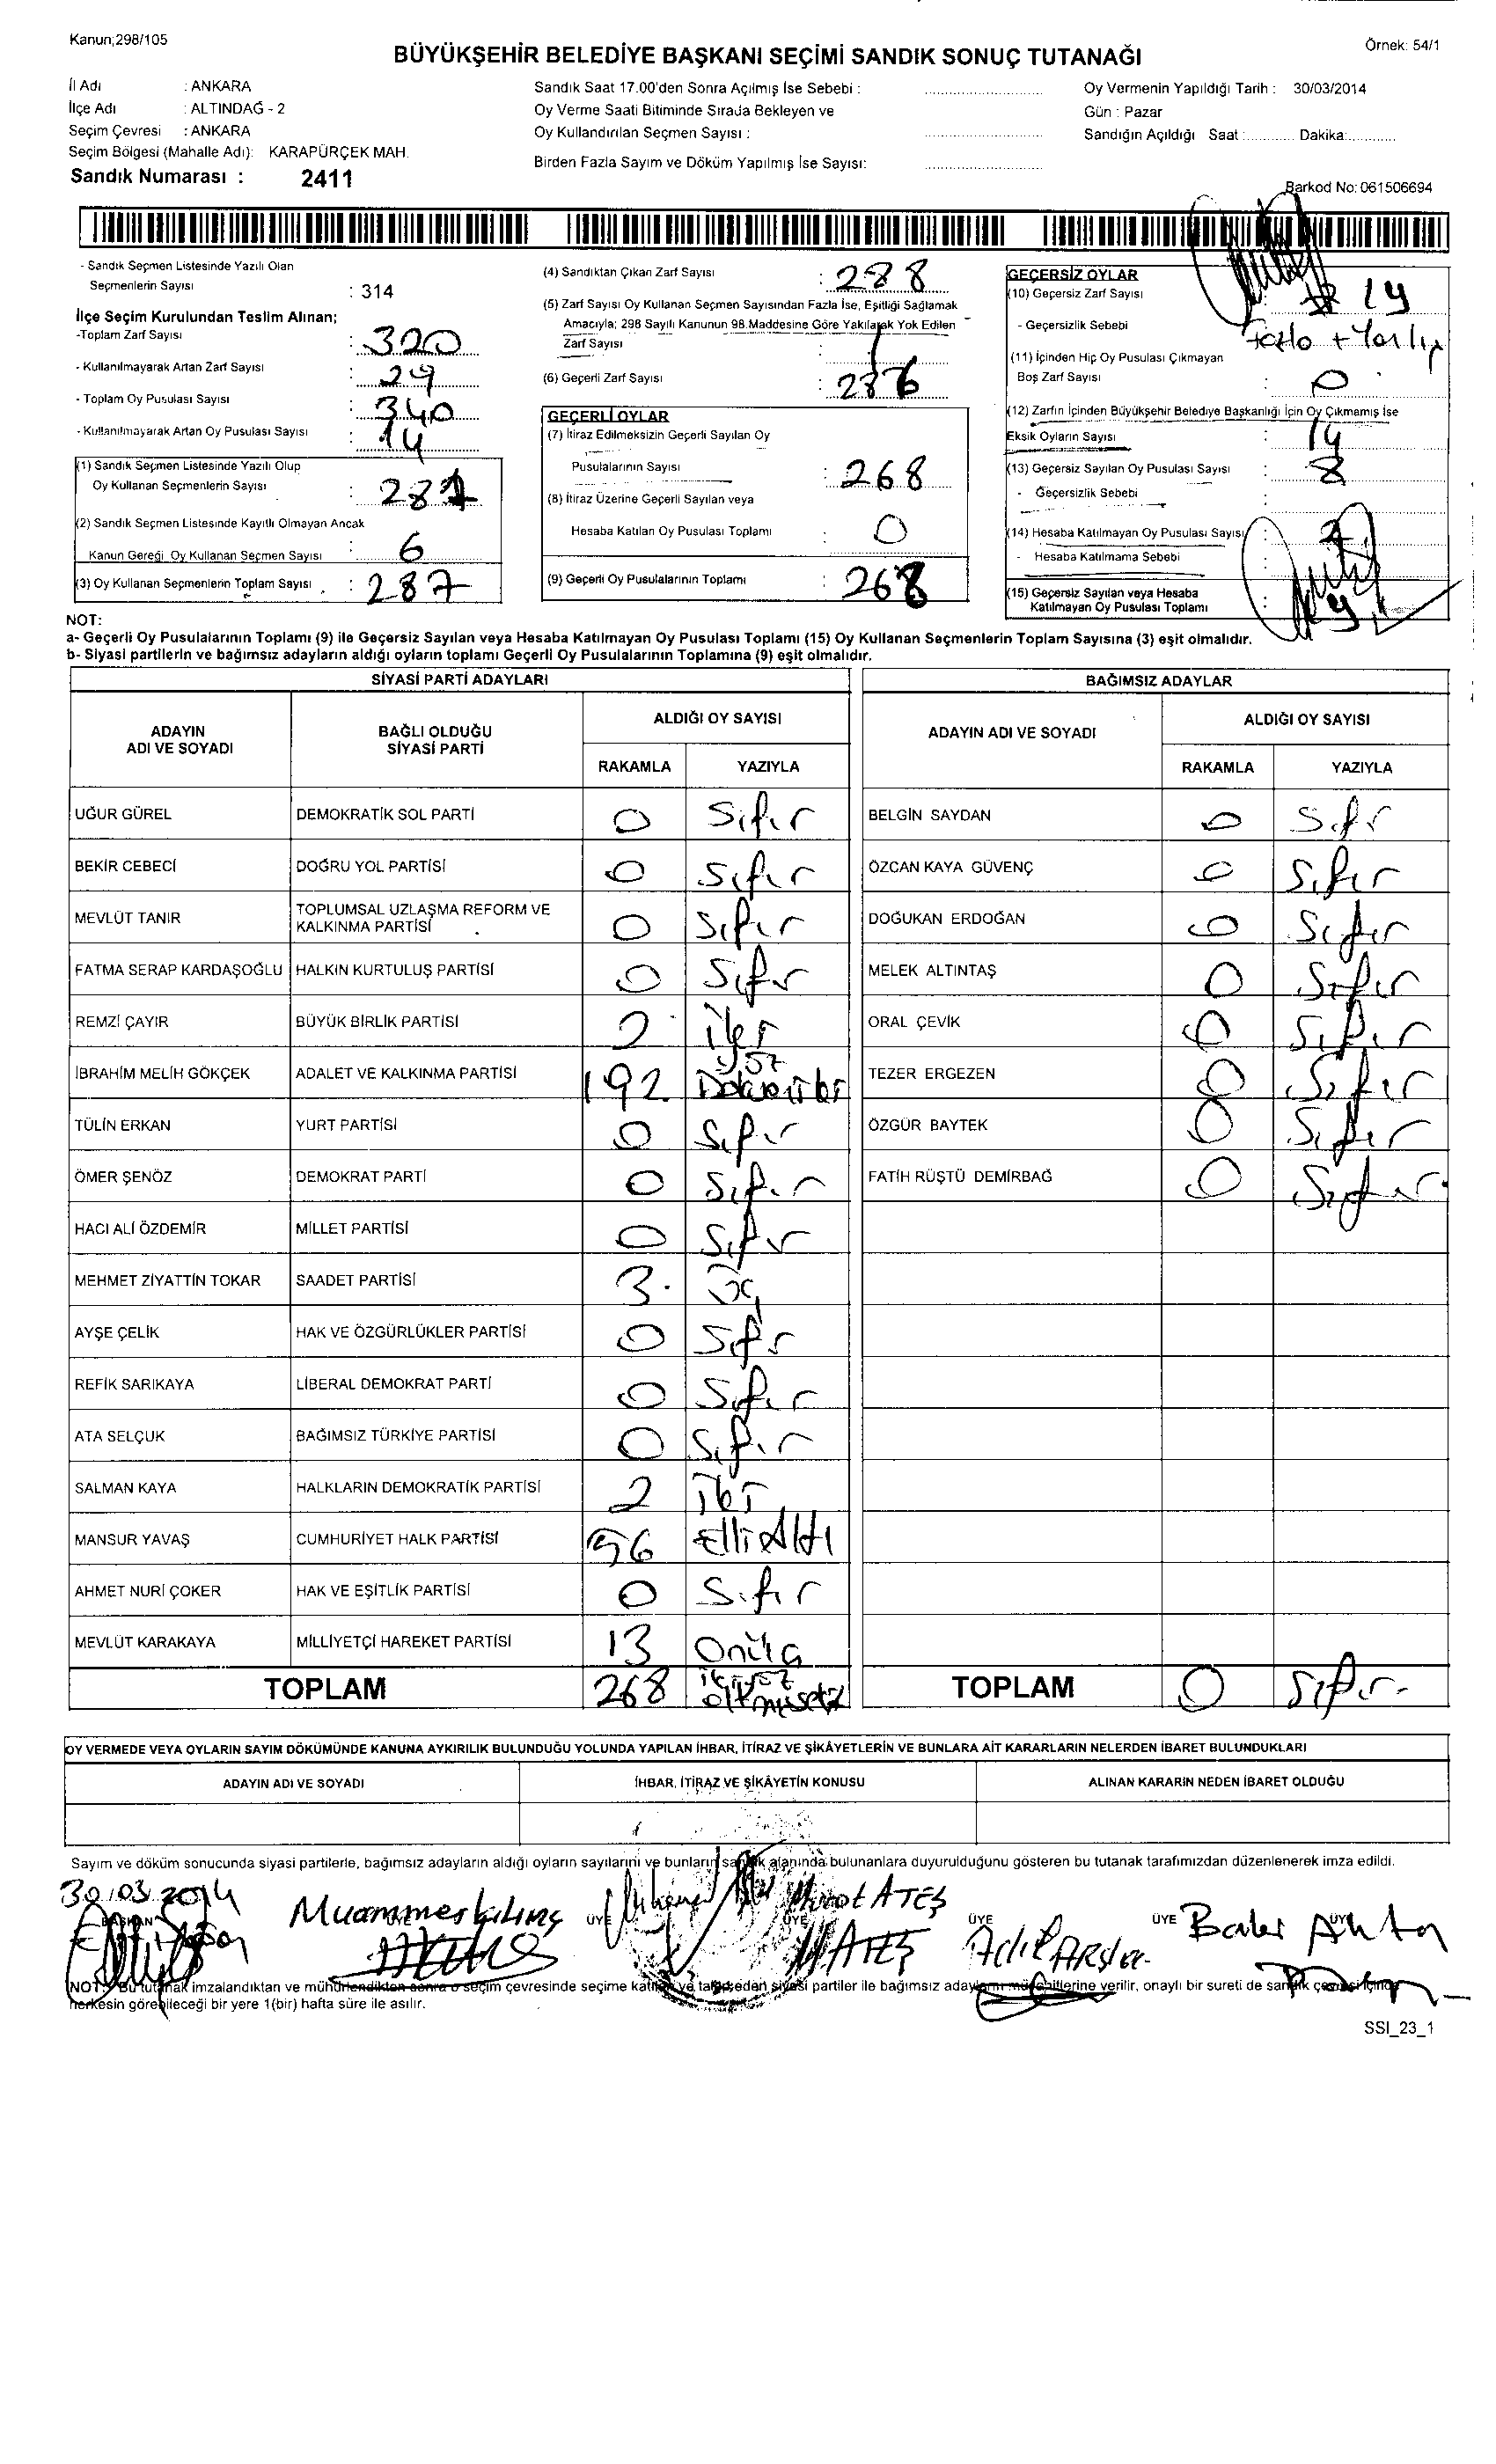 Kanun;298/105
Örnek: 54/1
BÜYÜKŞEHİR BELEDİYE BAŞKANI SEÇİMİ SANDIK SONUÇ TUTANAĞI
İl Adı : ANKARA
İlçe Adı : ALTINDAĞ - 2
Seçim Çevresi : ANKARA
Seçim Bölgesi (Mahalle Adı): KARAPÜRÇEK MAH.
Sandık Numarası : 2411
Sandık Saat 17.00'den Sonra Açılmış İse Sebebi :
Oy Verme Saati Bitiminde Sırada Bekleyen ve
Oy Kullandırılan Seçmen Sayısı :
Birden Fazla Sayım ve Döküm Yapılmış İse Sayısı:
Oy Vermenin Yapıldığı Tarih : 30/03/2014
Gün : Pazar
Sandığın Açıldığı Saat:............ Dakika:............
Barkod No: 061506694
- Sandık Seçmen Listesinde Yazılı Olan
Seçmenlerin Sayısı : 314
İlçe Seçim Kurulundan Teslim Alınan;
-Toplam Zarf Sayısı : 320
- Kullanılmayarak Artan Zarf Sayısı : 29
- Toplam Oy Pusulası Sayısı : 340
- Kullanılmayarak Artan Oy Pusulası Sayısı : 14
(1) Sandık Seçmen Listesinde Yazılı Olup
Oy Kullanan Seçmenlerin Sayısı : 281
(2) Sandık Seçmen Listesinde Kayıtlı Olmayan Ancak
Kanun Gereği Oy Kullanan Seçmen Sayısı : 6
(3) Oy Kullanan Seçmenlerin Toplam Sayısı : 287
(4) Sandıktan Çıkan Zarf Sayısı : 288
(5) Zarf Sayısı Oy Kullanan Seçmen Sayısından Fazla İse, Eşitliği Sağlamak
Amacıyla; 298 Sayılı Kanunun 98.Maddesine Göre Yakılarak Yok Edilen
Zarf Sayısı : 1
(6) Geçerli Zarf Sayısı : 286
GEÇERLİ OYLAR
(7) İtiraz Edilmeksizin Geçerli Sayılan Oy
Pusulalarının Sayısı : 268
(8) İtiraz Üzerine Geçerli Sayılan veya
Hesaba Katılan Oy Pusulası Toplamı : 0
(9) Geçerli Oy Pusulalarının Toplamı : 268
GEÇERSİZ OYLAR
(10) Geçersiz Zarf Sayısı 19
- Geçersizlik Sebebi
(11) İçinden Hiç Oy Pusulası Çıkmayan
Boş Zarf Sayısı : 0
(12) Zarfın İçinden Büyükşehir Belediye Başkanlığı İçin Oy Çıkmamış İse
Eksik Oyların Sayısı : 14
(13) Geçersiz Sayılan Oy Pusulası Sayısı : 8
- Geçersizlik Sebebi :
(14) Hesaba Katılmayan Oy Pusulası Sayısı
- Hesaba Katılmama Sebebi :
(15) Geçersiz Sayılan veya Hesaba
Katılmayan Oy Pusulası Toplamı :
NOT:
a- Geçerli Oy Pusulalarının Toplamı (9) ile Geçersiz Sayılan veya Hesaba Katılmayan Oy Pusulası Toplamı (15) Oy Kullanan Seçmenlerin Toplam Sayısına (3) eşit olmalıdır.
b- Siyasi partilerin ve bağımsız adayların aldığı oyların toplamı Geçerli Oy Pusulalarının Toplamına (9) eşit olmalıdır.
SİYASİ PARTİ ADAYLARI
ADAYIN ADI VE SOYADI BAĞLI OLDUĞU SİYASİ PARTİ ALDIĞI OY SAYISI
RAKAMLA YAZIYLA
UĞUR GÜREL DEMOKRATİK SOL PARTİ 0 Sıfır
BEKİR CEBECİ DOĞRU YOL PARTİSİ 0 Sıfır
MEVLÜT TANIR TOPLUMSAL UZLAŞMA REFORM VE KALKINMA PARTİSİ 0 Sıfır
FATMA SERAP KARDAŞOĞLU HALKIN KURTULUŞ PARTİSİ 0 Sıfır
REMZİ ÇAYIR BÜYÜK BİRLİK PARTİSİ 2 iki
İBRAHİM MELİH GÖKÇEK ADALET VE KALKINMA PARTİSİ 192 yüz Doksaniki
TÜLİN ERKAN YURT PARTİSİ 0 Sıfır
ÖMER ŞENÖZ DEMOKRAT PARTİ 0 Sıfır
HACI ALİ ÖZDEMİR MİLLET PARTİSİ 0 Sıfır
MEHMET ZİYATTİN TOKAR SAADET PARTİSİ 3 Üç
AYŞE ÇELİK HAK VE ÖZGÜRLÜKLER PARTİSİ 0 Sıfır
REFİK SARIKAYA LİBERAL DEMOKRAT PARTİ 0 Sıfır
ATA SELÇUK BAĞIMSIZ TÜRKİYE PARTİSİ 0 Sıfır
SALMAN KAYA HALKLARIN DEMOKRATİK PARTİSİ 2 iki
MANSUR YAVAŞ CUMHURİYET HALK PARTİSİ 56 Elli Altı
AHMET NURİ ÇOKER HAK VE EŞİTLİK PARTİSİ 0 Sıfır
MEVLÜT KARAKAYA MİLLİYETÇİ HAREKET PARTİSİ 13 Onüç
TOPLAM 268 ikiyüz altmışsekiz
BAĞIMSIZ ADAYLAR
ADAYIN ADI VE SOYADI ALDIĞI OY SAYISI
RAKAMLA YAZIYLA
BELGİN SAYDAN 0 Sıfır
ÖZCAN KAYA GÜVENÇ 0 Sıfır
DOĞUKAN ERDOĞAN 0 Sıfır
MELEK ALTINTAŞ 0 Sıfır
ORAL ÇEVİK 0 Sıfır
TEZER ERGEZEN 0 Sıfır
ÖZGÜR BAYTEK 0 Sıfır
FATİH RÜŞTÜ DEMİRBAĞ 0 Sıfır
TOPLAM 0 Sıfır
OY VERMEDE VEYA OYLARIN SAYIM DÖKÜMÜNDE KANUNA AYKIRILIK BULUNDUĞU YOLUNDA YAPILAN İHBAR, İTİRAZ VE ŞİKÂYETLERİN VE BUNLARA AİT KARARLARIN NELERDEN İBARET BULUNDUKLARI
ADAYIN ADI VE SOYADI İHBAR, İTİRAZ VE ŞİKÂYETİN KONUSU ALINAN KARARIN NEDEN İBARET OLDUĞU
Sayım ve döküm sonucunda siyasi partilerle, bağımsız adayların aldığı oyların sayılarını ve bunların sandık alanında bulunanlara duyurulduğunu gösteren bu tutanak tarafımızdan düzenlenerek imza edildi.
30/03/2014
BAŞKAN Muammer Kılınç ÜYE ÜYE Murat ATEŞ ÜYE ÜYE
ATEŞ
NOT: Bu tutanak imzalandıktan ve mühürlendikten sonra o seçim çevresinde seçime katılan ve talep eden siyasi partiler ile bağımsız adayların müşahitlerine verilir, onaylı bir sureti de sandık çevresi içinde
herkesin görebileceği bir yere 1(bir) hafta süre ile asılır.
SSI_23_1